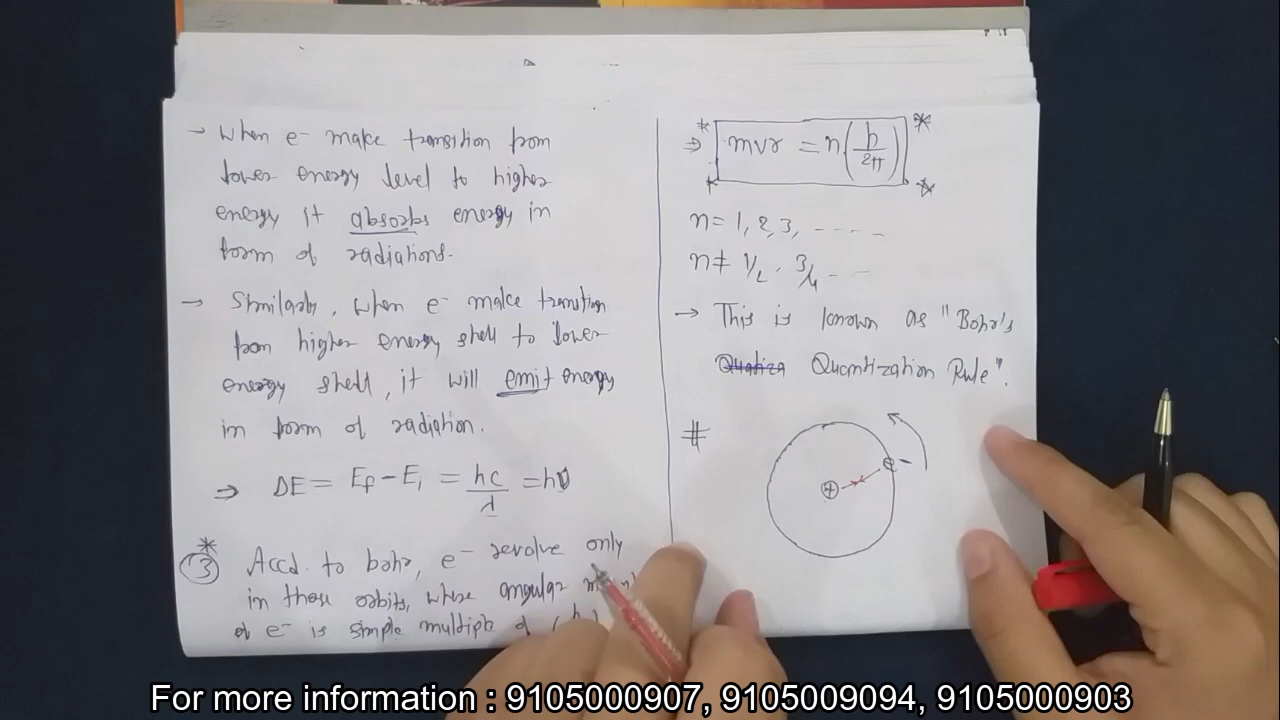 → When e⁻ make transition from
lower energy level to higher
energy it absorbs energy in
form of radiations.
→ Similarly, when e⁻ make transition
from higher energy shell to lower
energy shell, it will emit energy
in form of radiation.
⇒ ΔE = Ef - Ei = hc/λ = hν
* ③ Accd. to bohr, e⁻ revolve only
in those orbits, whose angular
of e⁻ is simple multiple of
⇒ mvr = n(h/2π)
n = 1, 2, 3, - - - -
n ≠ 1/2, 3/4 - -
→ This is known as "Bohr's
Quantization Rule".
#
+
e -
For more information : 9105000907, 9105009094, 9105000903